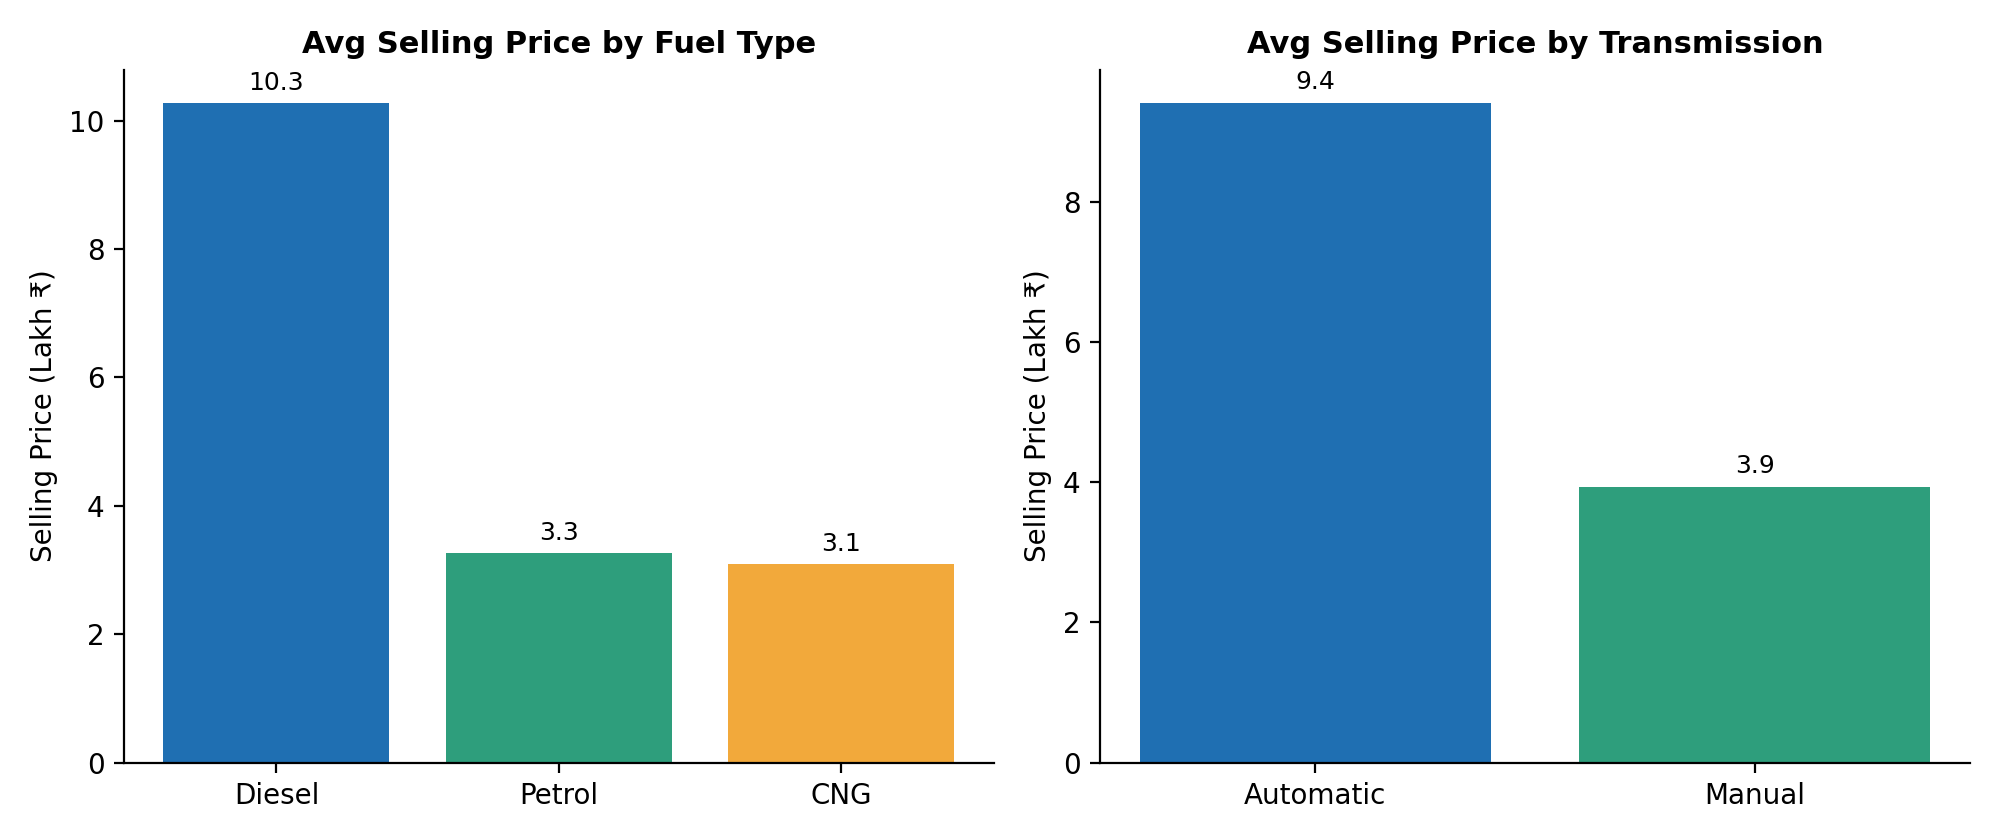 Avg Selling Price by Fuel Type
Selling Price (Lakh ₹)
10
8
6
4
2
0
10.3
3.3
3.1
Diesel
Petrol
CNG
Avg Selling Price by Transmission
Selling Price (Lakh ₹)
8
6
4
2
0
9.4
3.9
Automatic
Manual